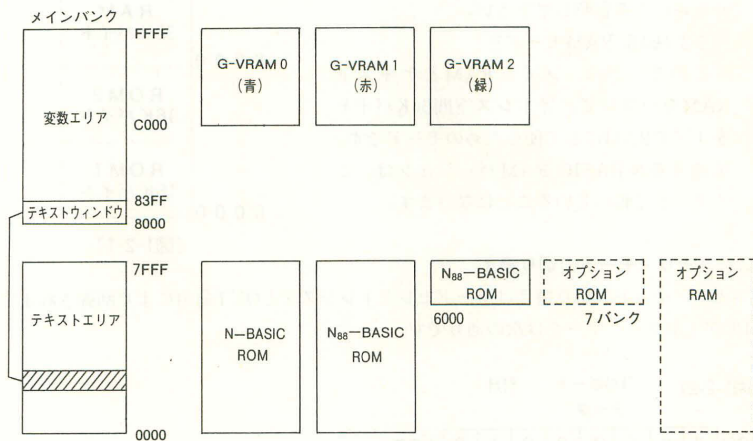 メインバンク
FFFF
変数エリア
C000
G-VRAM 0
(青)
G-VRAM 1
(赤)
G-VRAM 2
(緑)
83FF
テキストウィンドウ
8000
7FFF
テキストエリア
0000
N-BASIC
ROM
N88-BASIC
ROM
N88-BASIC
ROM
6000
オプション
ROM
7バンク
オプション
RAM